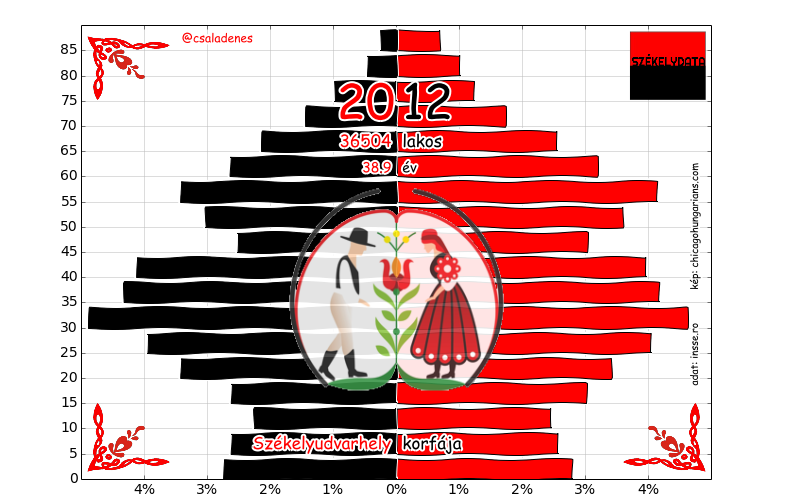 @csaladenes
SZÉKELYDATA
2012
36504 lakos
38.9 év
kép: chicagohungarians.com
adat: insse.ro
Székelyudvarhely korfája
85
80
75
70
65
60
55
50
45
40
35
30
25
20
15
10
5
0
4% 3% 2% 1% 0% 1% 2% 3% 4%